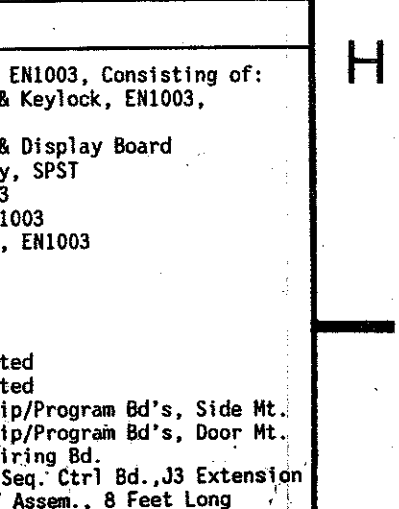 EN1003, Consisting of:
& Keylock, EN1003,
& Display Board
y, SPST
3
1003
, EN1003
ted
ted
ip/Program Bd's, Side Mt.
ip/Program Bd's, Door Mt.
iring Bd.
Seq. Ctrl Bd.,J3 Extension
Assem., 8 Feet Long
H